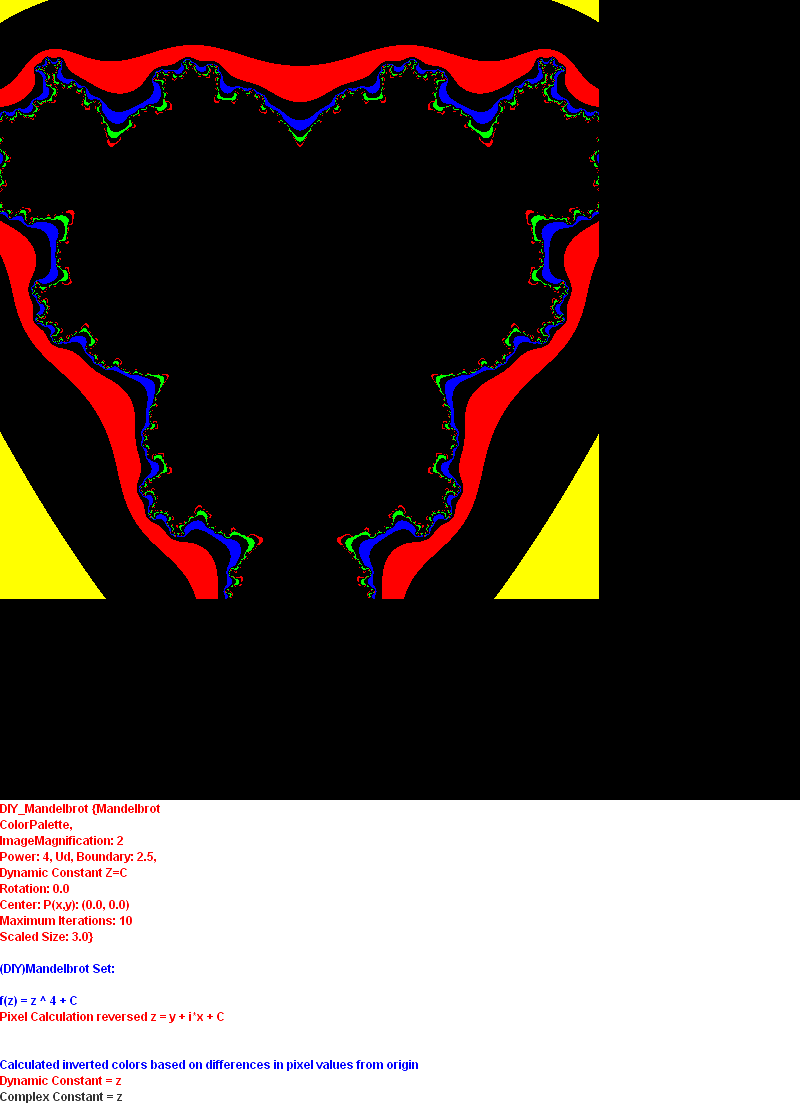 DIY_Mandelbrot {Mandelbrot
ColorPalette,
ImageMagnification: 2
Power: 4, Ud, Boundary: 2.5,
Dynamic Constant Z=C
Rotation: 0.0
Center: P(x,y): (0.0, 0.0)
Maximum Iterations: 10
Scaled Size: 3.0}
(DIY)Mandelbrot Set:
f(z) = z ^ 4 + C
Pixel Calculation reversed z = y + i*x + C
Calculated inverted colors based on differences in pixel values from origin
Dynamic Constant = z
Complex Constant = z